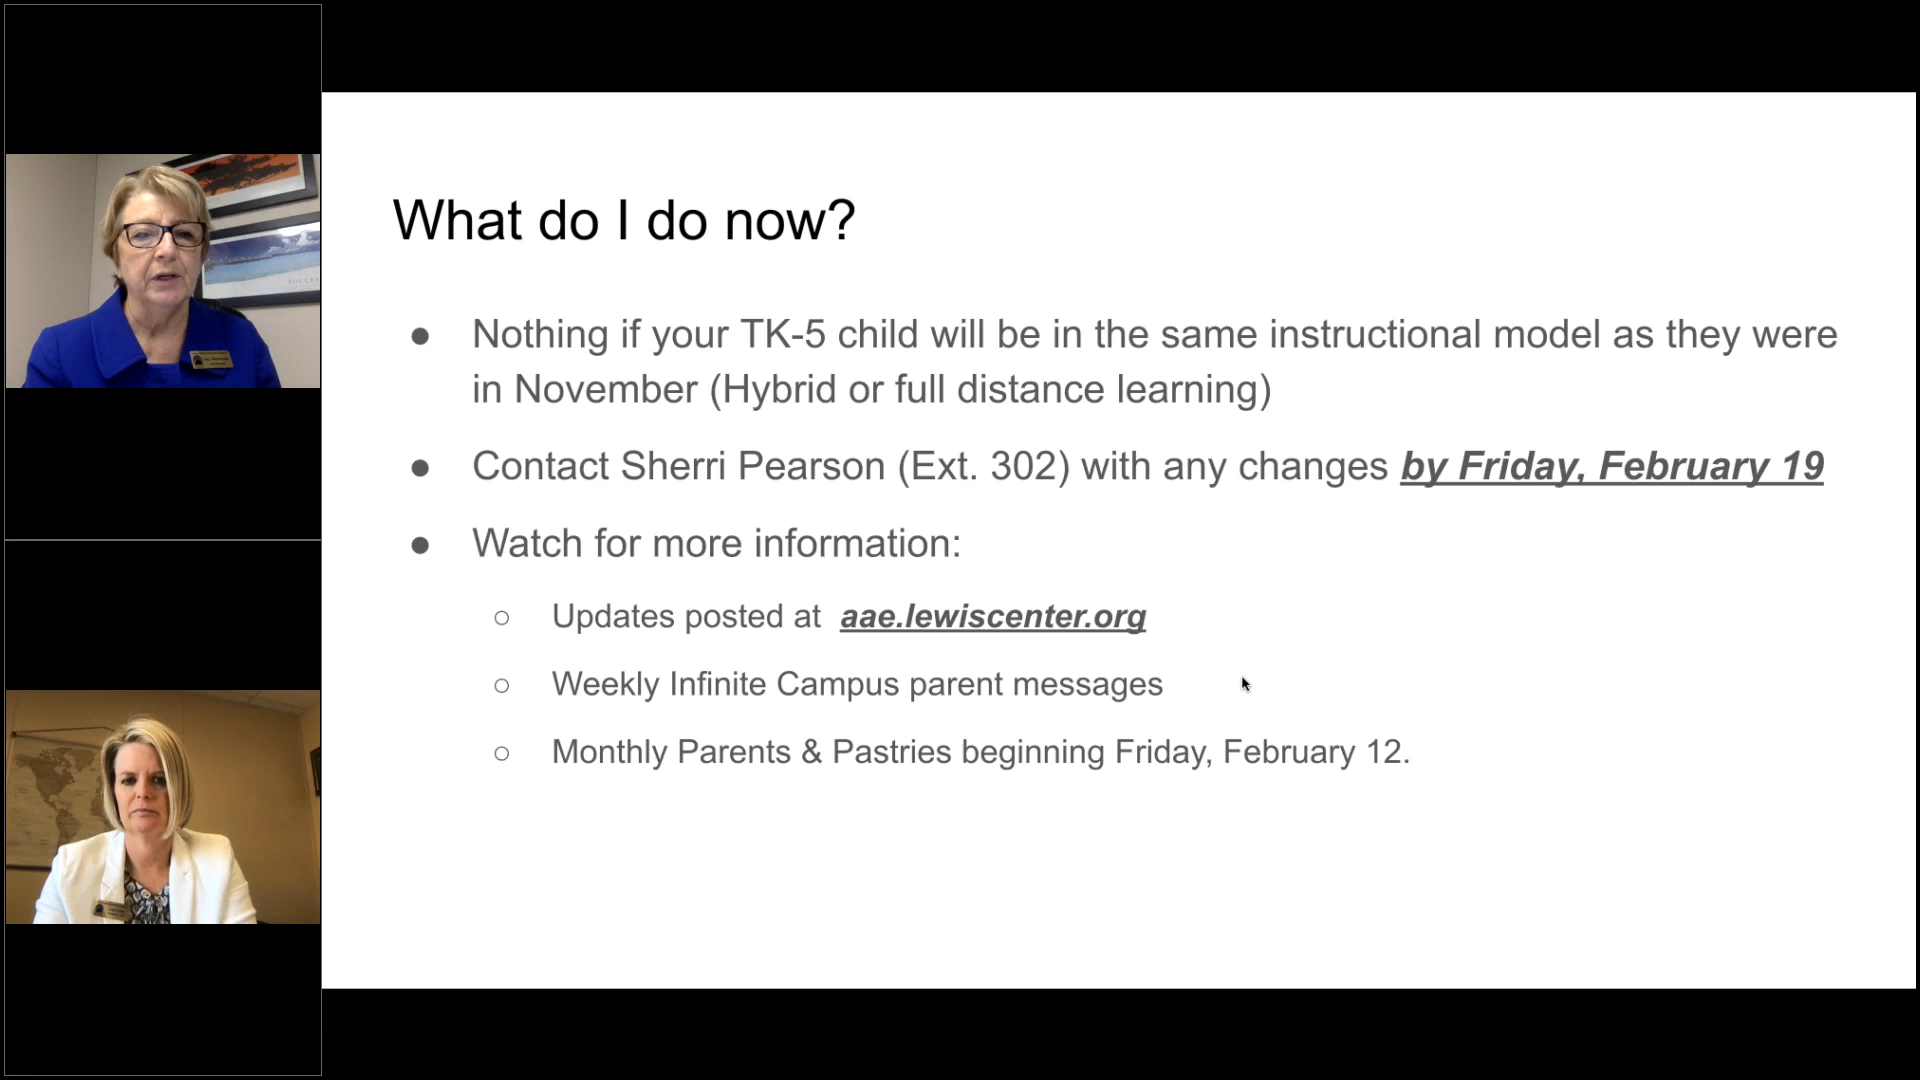 What do I do now?
● Nothing if your TK-5 child will be in the same instructional model as they were
in November (Hybrid or full distance learning)
● Contact Sherri Pearson (Ext. 302) with any changes by Friday, February 19
● Watch for more information:
○ Updates posted at aae.lewiscenter.org
○ Weekly Infinite Campus parent messages
○ Monthly Parents & Pastries beginning Friday, February 12.